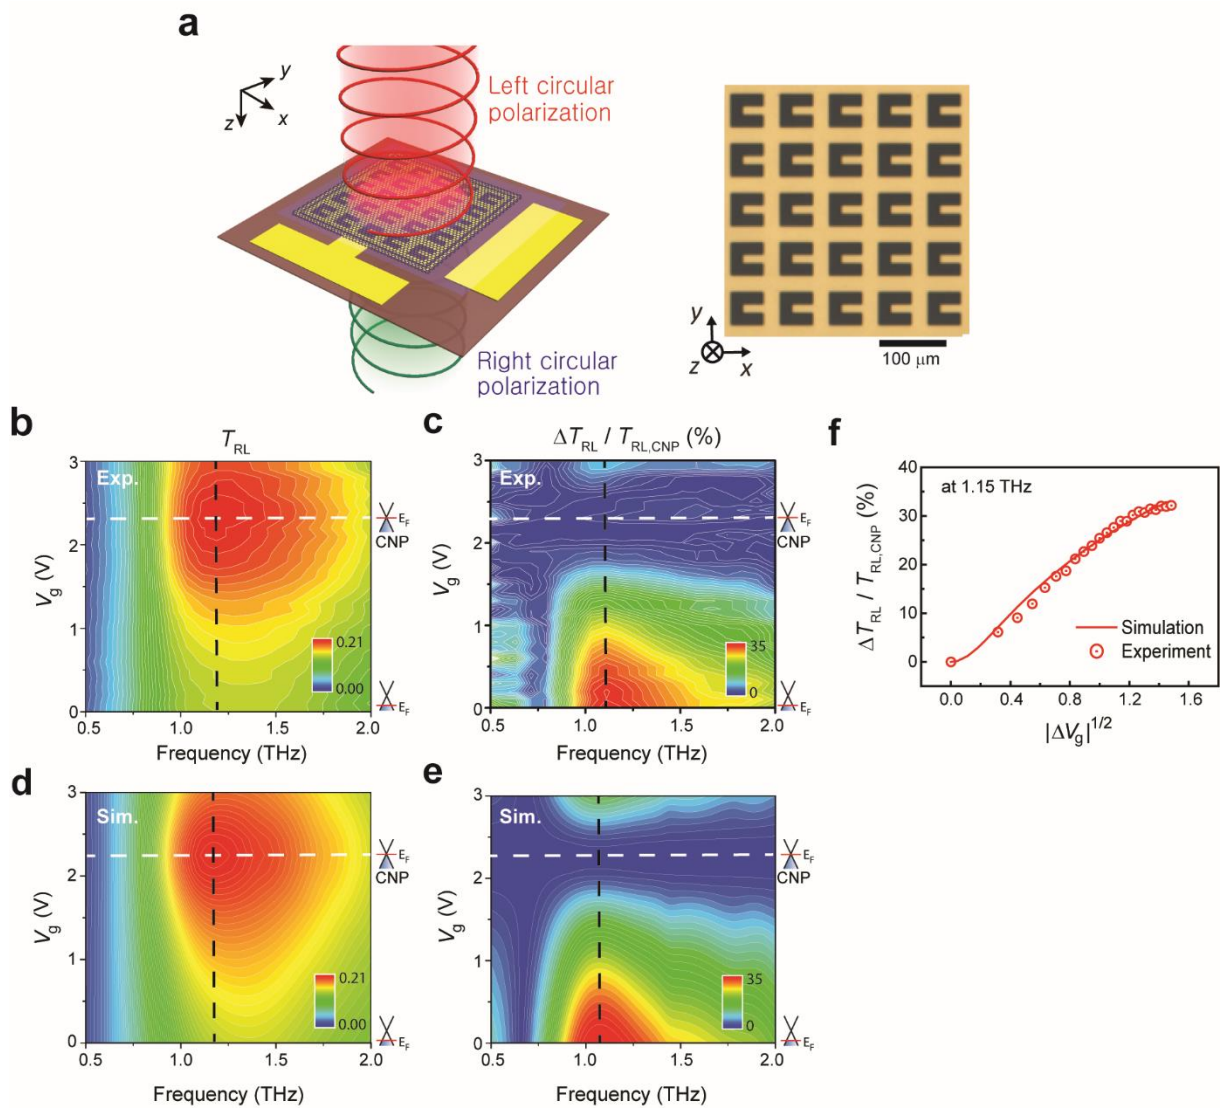 a
y
x
z
Left circular
polarization
Right circular
polarization
y
z
x
100 μm
b
T_RL
Exp.
3
2
1
0
V_g (V)
E_F
CNP
0.21
0.00
E_F
0.5
1.0
1.5
2.0
Frequency (THz)
c
ΔT_RL / T_RL,CNP (%)
Exp.
3
2
1
0
V_g (V)
E_F
CNP
35
0
E_F
0.5
1.0
1.5
2.0
Frequency (THz)
f
at 1.15 THz
40
30
20
10
0
ΔT_RL / T_RL,CNP (%)
Simulation
Experiment
0.0
0.4
0.8
1.2
1.6
|ΔV_g|^1/2
d
Sim.
3
2
1
0
V_g (V)
E_F
CNP
0.21
0.00
E_F
0.5
1.0
1.5
2.0
Frequency (THz)
e
3
2
1
0
V_g (V)
E_F
CNP
35
0
E_F
0.5
1.0
1.5
2.0
Frequency (THz)